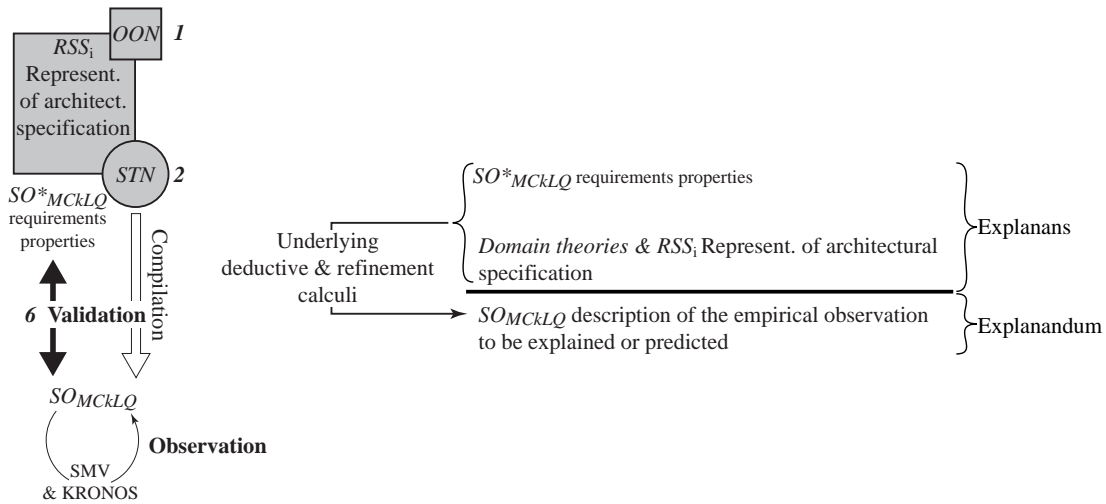 OON 1
RSSi
Represent.
of architect.
specification
STN 2
SO*MCkLQ
requirements
properties
Compilation
6 Validation
SOMCkLQ
Observation
SMV
& KRONOS
Underlying
deductive & refinement
calculi
SO*MCkLQ requirements properties
Domain theories & RSSi Represent. of architectural
specification
Explanans
SOMCkLQ description of the empirical observation
to be explained or predicted
Explanandum